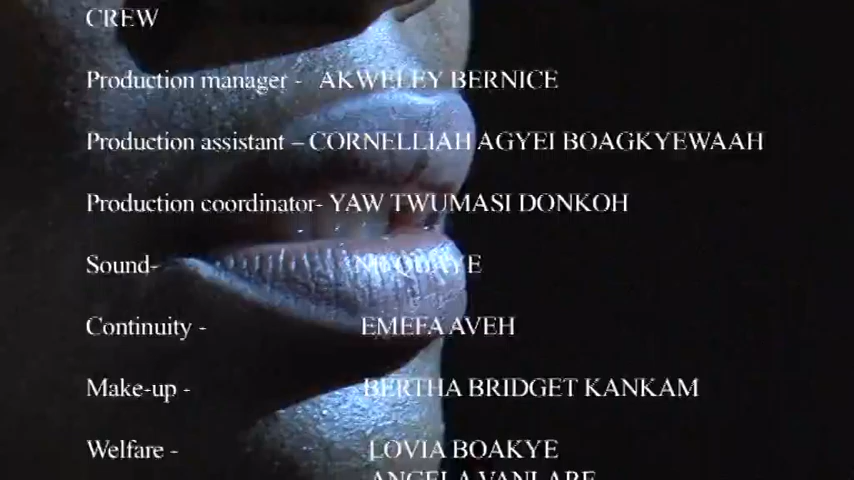 CREW
Production manager - AKWELEY BERNICE
Production assistant – CORNELLIAH AGYEI BOAGKYEWAAH
Production coordinator- YAW TWUMASI DONKOH
Sound- QUAYE
Continuity - EMEFA AVEH
Make-up - BERTHA BRIDGET KANKAM
Welfare - LOVIA BOAKYE